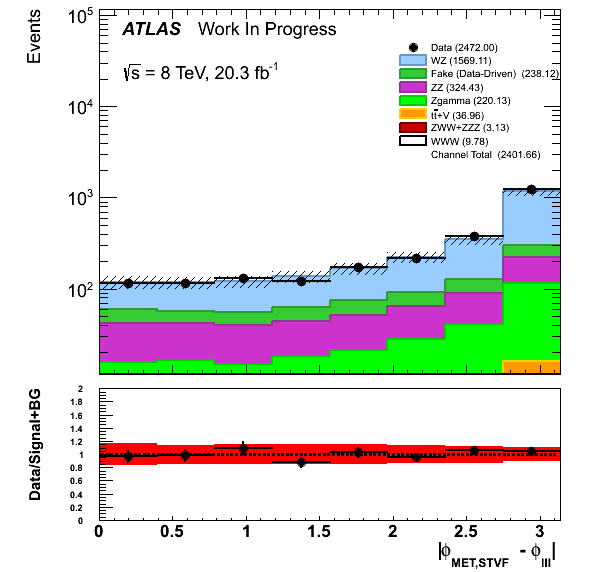 Events
10^5
10^4
10^3
10^2
ATLAS Work In Progress
√s = 8 TeV, 20.3 fb^-1
Data (2472.00)
WZ (1569.11)
Fake (Data-Driven) (238.12)
ZZ (324.43)
Zgamma (220.13)
tt̄+V (36.96)
ZWW+ZZZ (3.13)
WWW (9.78)
Channel Total (2401.66)
Data/Signal+BG
2
1.8
1.6
1.4
1.2
1
0.8
0.6
0.4
0.2
0
0 0.5 1 1.5 2 2.5 3
|ϕ_MET,STVF - ϕ_lll|